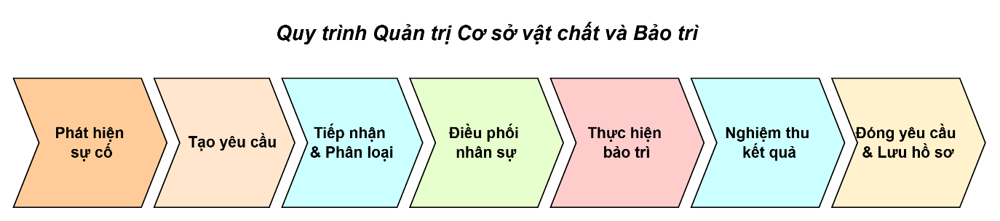 Quy trình Quản trị Cơ sở vật chất và Bảo trì
Phát hiện
sự cố
Tạo yêu cầu
Tiếp nhận
& Phân loại
Điều phối
nhân sự
Thực hiện
bảo trì
Nghiệm thu
kết quả
Đóng yêu cầu
& Lưu hồ sơ